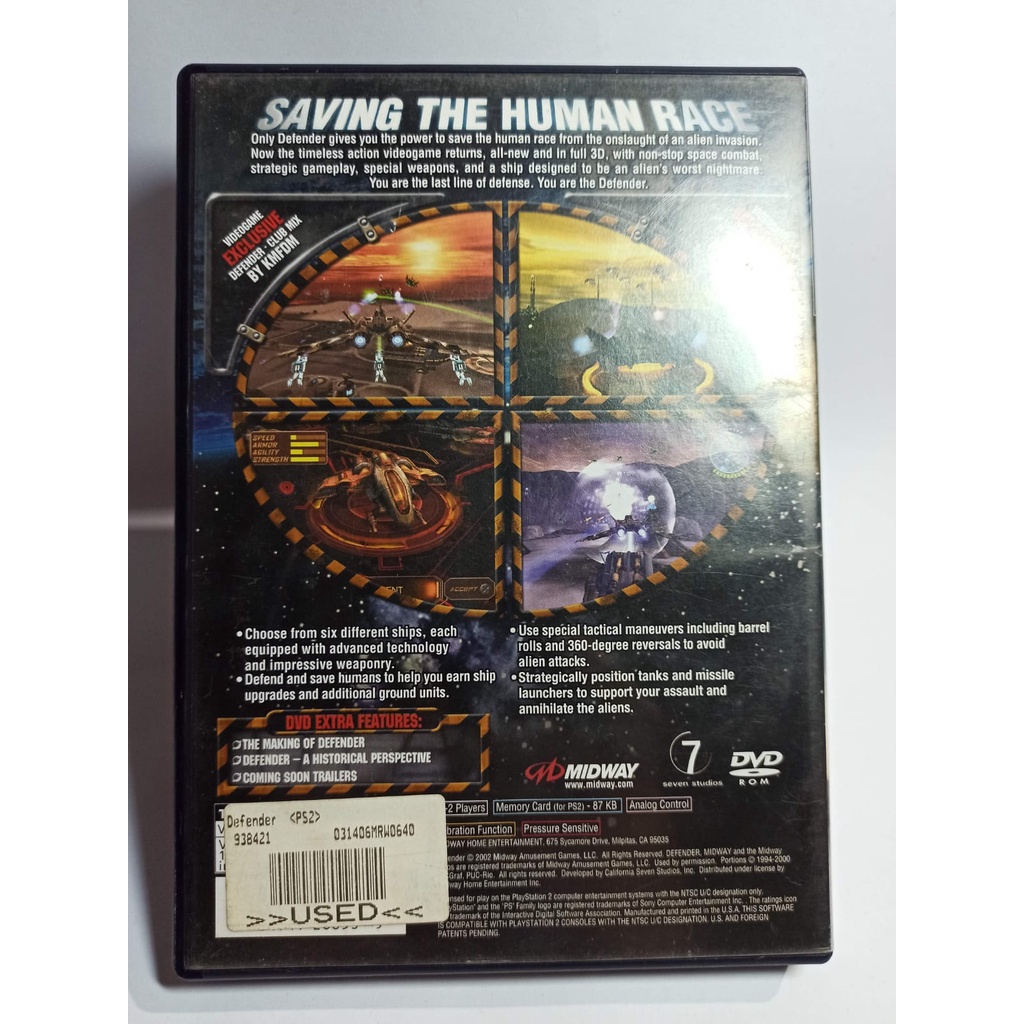 SAVING THE HUMAN RACE
Only Defender gives you the power to save the human race from the onslaught of an alien invasion.
Now the timeless action videogame returns, all-new and in full 3D, with non-stop space combat,
strategic gameplay, special weapons, and a ship designed to be an alien's worst nightmare.
You are the last line of defense. You are the Defender.
VIDEOGAME
EXCLUSIVE
DEFENDER - CLUB MIX
BY KMFDM
SPEED
ARMOR
AGILITY
STRENGTH
ENT
ACCEPT
• Choose from six different ships, each
equipped with advanced technology
and impressive weaponry.
• Defend and save humans to help you earn ship
upgrades and additional ground units.
• Use special tactical maneuvers including barrel
rolls and 360-degree reversals to avoid
alien attacks.
• Strategically position tanks and missile
launchers to support your assault and
annihilate the aliens.
DVD EXTRA FEATURES:
THE MAKING OF DEFENDER
DEFENDER – A HISTORICAL PERSPECTIVE
COMING SOON TRAILERS
MIDWAY
www.midway.com
7
seven studios
DVD
ROM
-2 Players
Memory Card (for PS2) - 87 KB
Analog Control
bration Function
Pressure Sensitive
Defender <PS2>
938421
031406MRW0640
>>USED<<
DWAY HOME ENTERTAINMENT. 675 Sycamore Drive, Milpitas, CA 95035
ender © 2002 Midway Amusement Games, LLC. All Rights Reserved. DEFENDER, MIDWAY and the Midway
os are registered trademarks of Midway Amusement Games, LLC. Used by permission. Portions © 1994-2000
Graf, PUC-Rio. All rights reserved. Developed by California Seven Studios, Inc. Distributed under license by
way Home Entertainment Inc.
nsed for play on the PlayStation 2 computer entertainment systems with the NTSC U/C designation only.
yStation" and the "PS" Family logo are registered trademarks of Sony Computer Entertainment Inc. The ratings icon
trademark of the Interactive Digital Software Association. Manufactured and printed in the U.S.A. THIS SOFTWARE
IS COMPATIBLE WITH PLAYSTATION 2 CONSOLES WITH THE NTSC U/C DESIGNATION. U.S. AND FOREIGN
PATENTS PENDING.